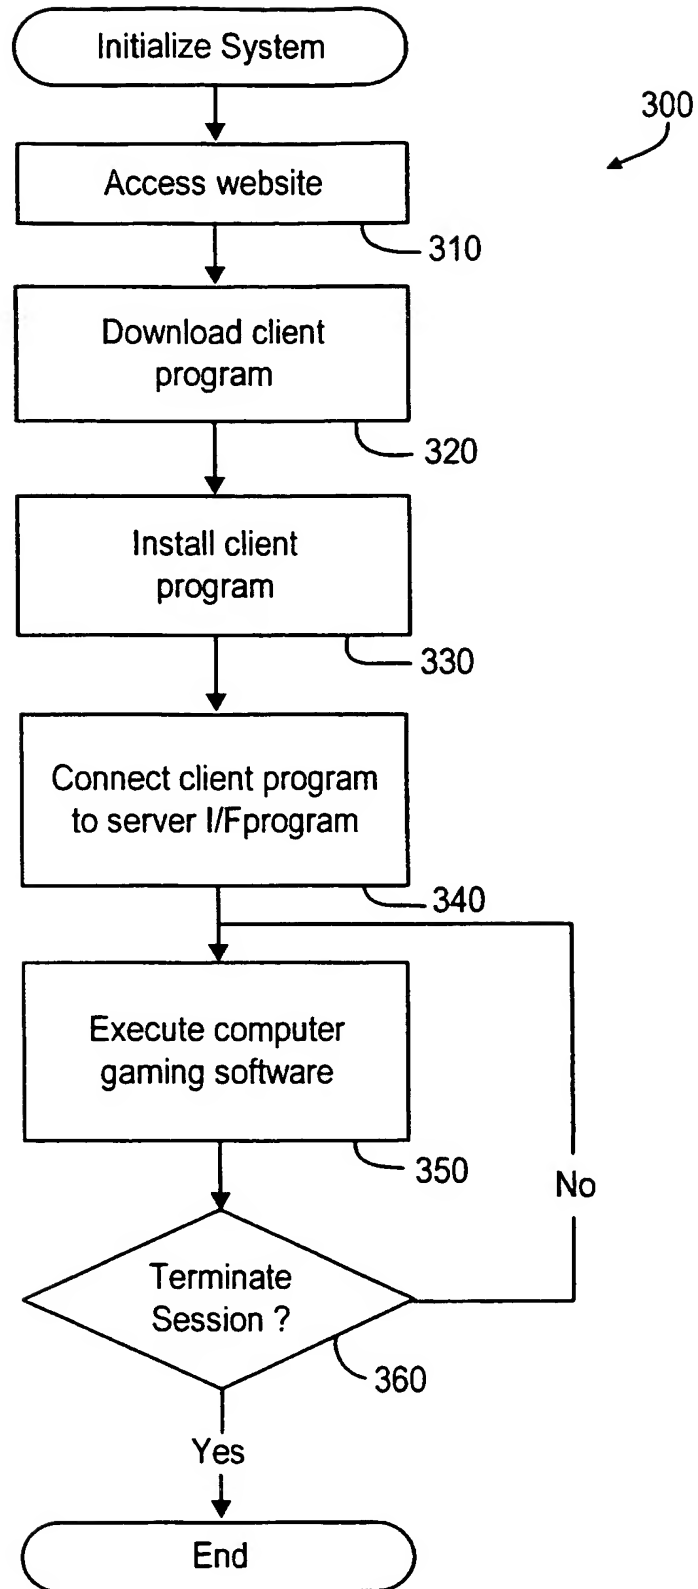 Initialize System
300
Access website
310
Download client
program
320
Install client
program
330
Connect client program
to server I/Fprogram
340
Execute computer
gaming software
350
No
Terminate
Session ?
360
Yes
End